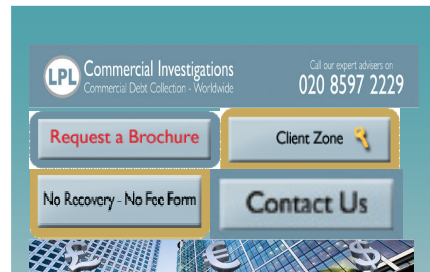 LPL
Commercial Investigations
Commercial Debt Collection - Worldwide
Call our expert advisers on
020 8597 2229
Request a Brochure
Client Zone
No Recovery - No Fee Form
Contact Us
£ € $